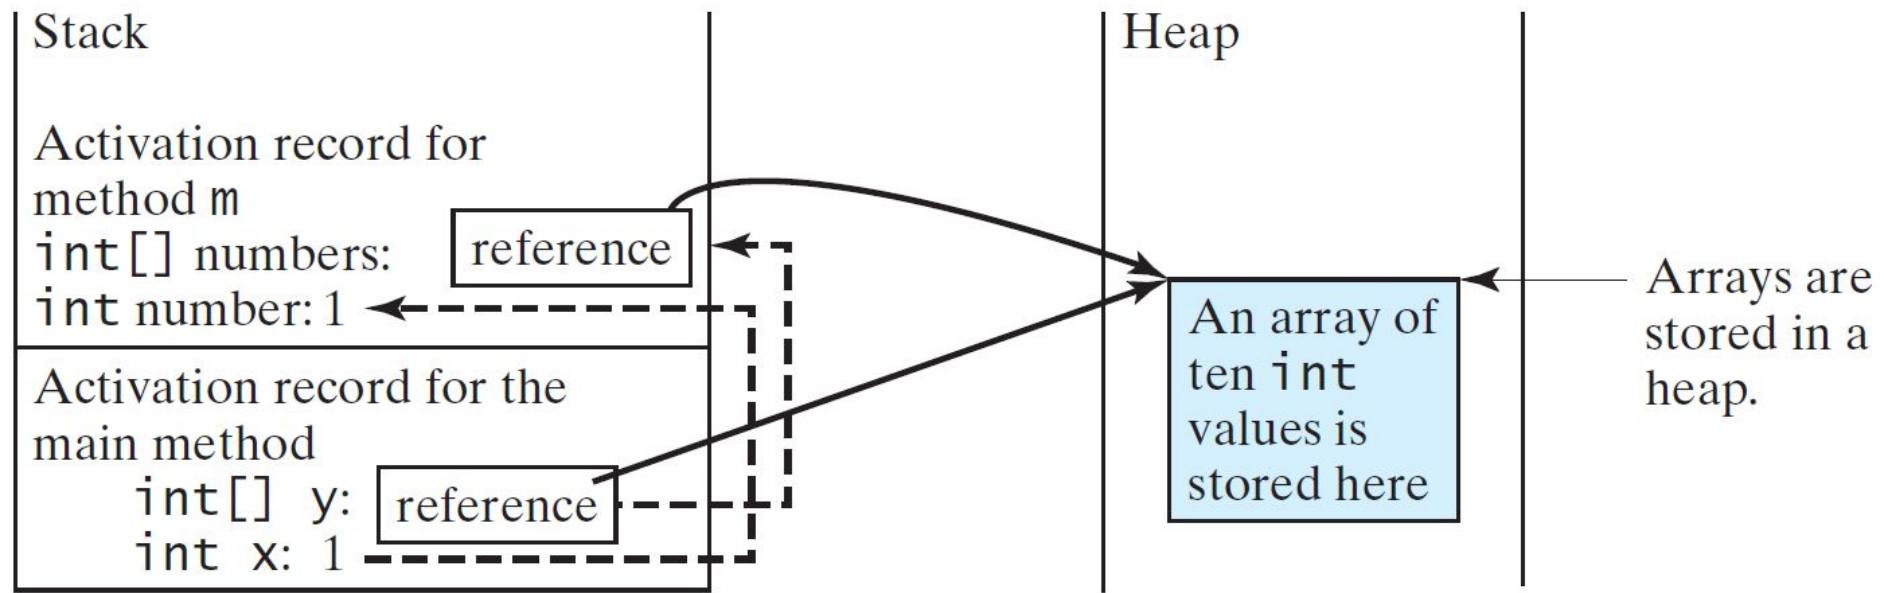 Stack
Activation record for
method m
int[] numbers: reference
int number: 1
Activation record for the
main method
int[] y: reference
int x: 1
Heap
An array of
ten int
values is
stored here
Arrays are
stored in a
heap.